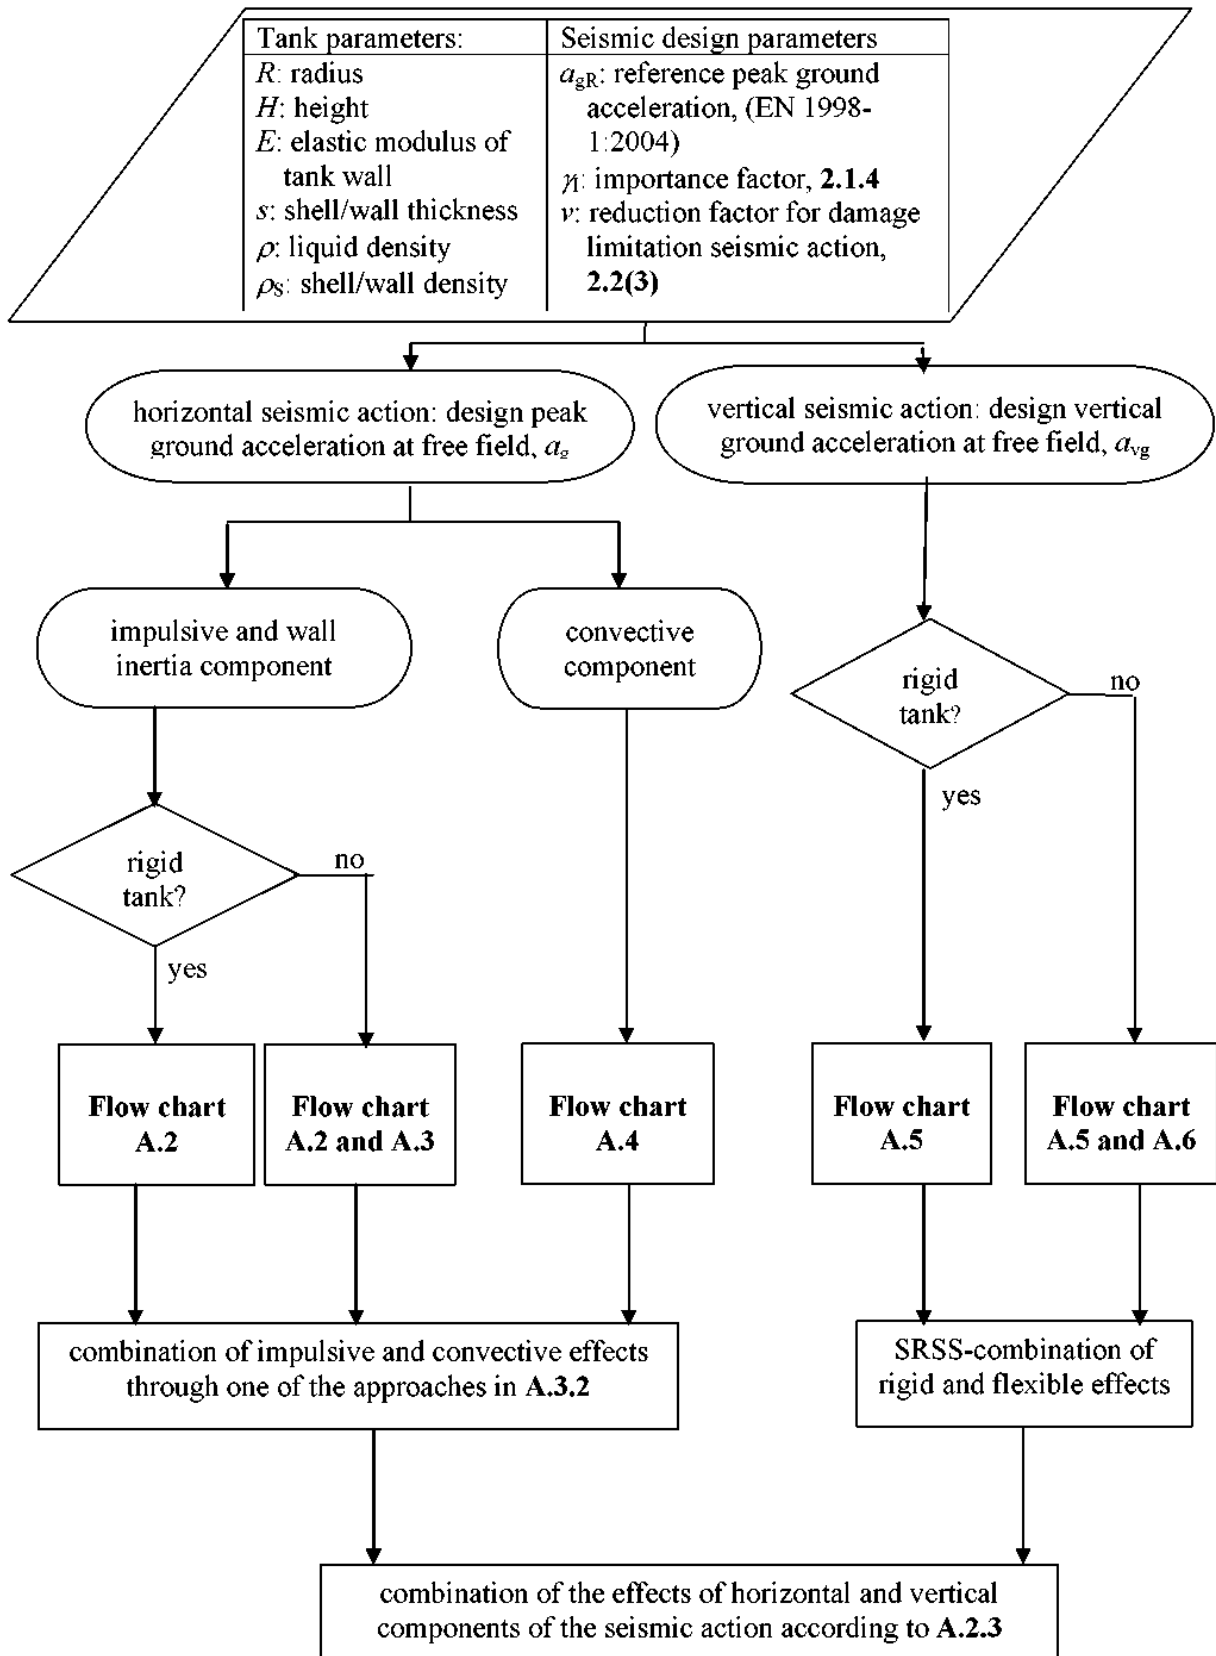 Tank parameters:
R: radius
H: height
E: elastic modulus of
tank wall
s: shell/wall thickness
ρ: liquid density
ρS: shell/wall density
Seismic design parameters
agR: reference peak ground
acceleration, (EN 1998-
1:2004)
γI: importance factor, 2.1.4
ν: reduction factor for damage
limitation seismic action,
2.2(3)
horizontal seismic action: design peak
ground acceleration at free field, ag
vertical seismic action: design vertical
ground acceleration at free field, avg
impulsive and wall
inertia component
convective
component
rigid
tank?
no
yes
rigid
tank?
no
yes
Flow chart
A.2
Flow chart
A.2 and A.3
Flow chart
A.4
Flow chart
A.5
Flow chart
A.5 and A.6
combination of impulsive and convective effects
through one of the approaches in A.3.2
SRSS-combination of
rigid and flexible effects
combination of the effects of horizontal and vertical
components of the seismic action according to A.2.3